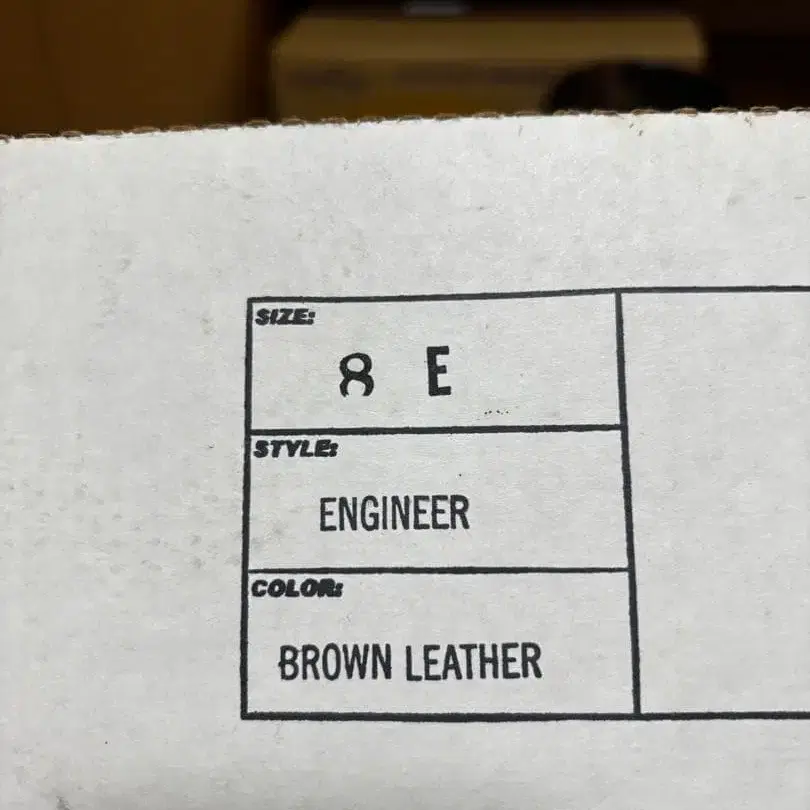 SIZE:
8 E
STYLE:
ENGINEER
COLOR:
BROWN LEATHER